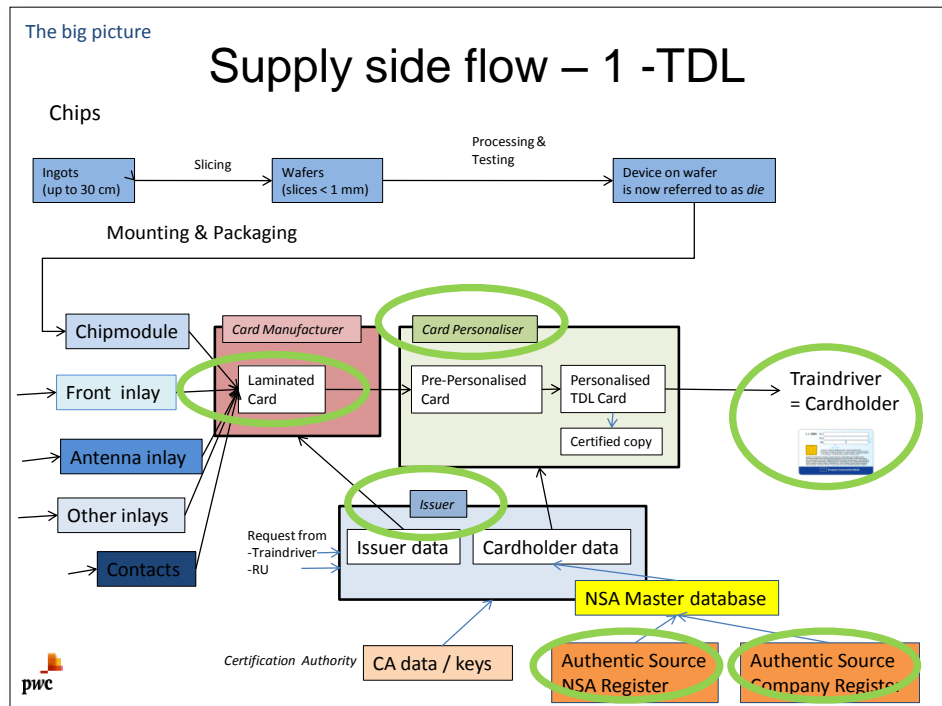 The big picture
Supply side flow – 1 -TDL
Chips
Ingots
(up to 30 cm)
Slicing
Wafers
(slices < 1 mm)
Processing &
Testing
Device on wafer
is now referred to as die
Mounting & Packaging
Chipmodule
Front inlay
Antenna inlay
Other inlays
Contacts
Card Manufacturer
Laminated
Card
Card Personaliser
Pre-Personalised
Card
Personalised
TDL Card
Certified copy
Traindriver
= Cardholder
Issuer
Request from
-Traindriver
-RU
Issuer data
Cardholder data
NSA Master database
Certification Authority
CA data / keys
Authentic Source
NSA Register
Authentic Source
Company Register
pwc